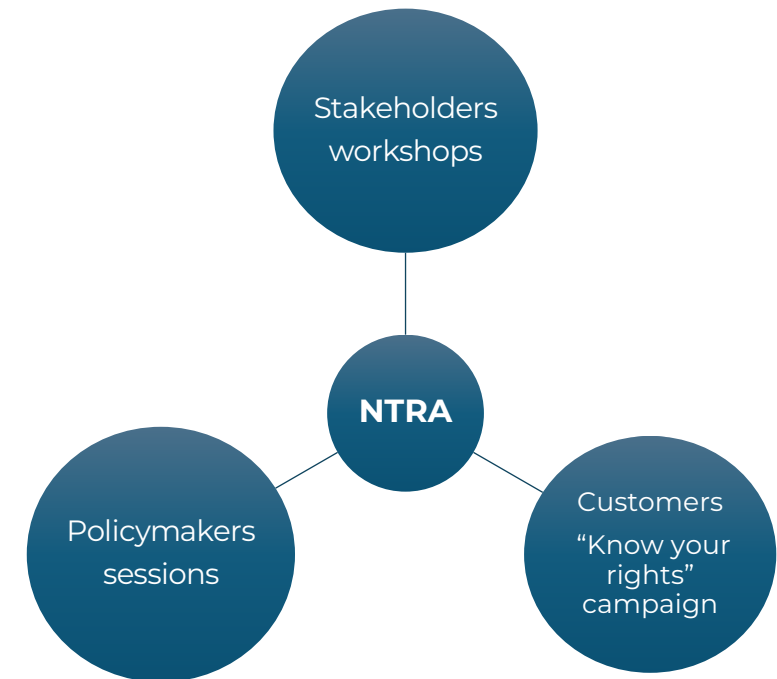 Stakeholders
workshops
NTRA
Policymakers
sessions
Customers
“Know your
rights”
campaign